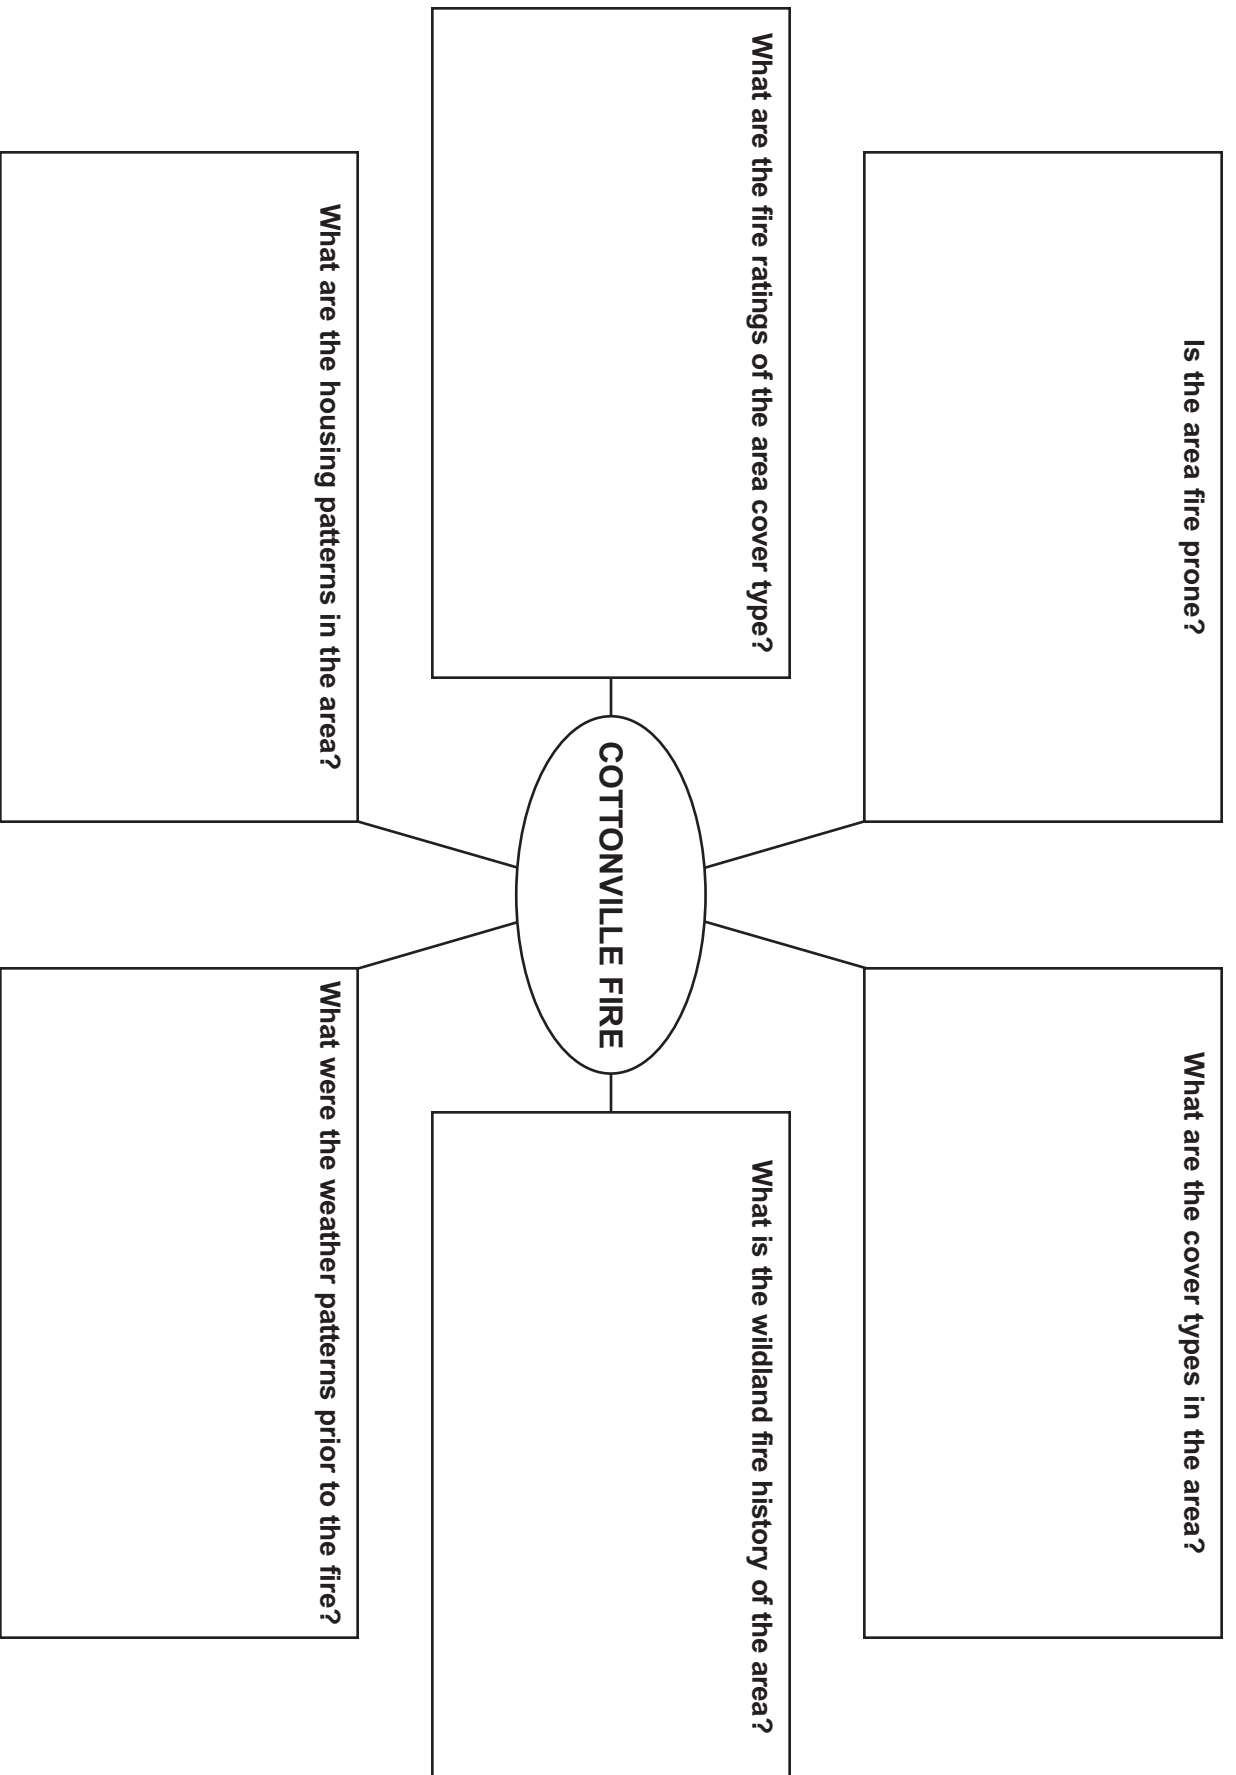 Is the area fire prone?
What are the cover types in the area?
What are the fire ratings of the area cover type?
COTTONVILLE FIRE
What is the wildland fire history of the area?
What are the housing patterns in the area?
What were the weather patterns prior to the fire?